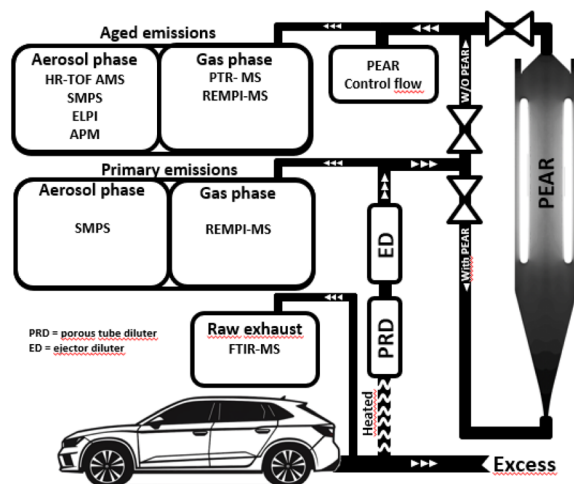 Aged emissions
Aerosol phase
HR-TOF AMS
SMPS
ELPI
APM
Gas phase
PTR- MS
REMPI-MS
PEAR
Control flow
W/O PEAR
PEAR
Primary emissions
Aerosol phase
SMPS
Gas phase
REMPI-MS
ED
With PEAR
PRD = porous tube diluter
ED = ejector diluter
Raw exhaust
FTIR-MS
PRD
Heated
Excess